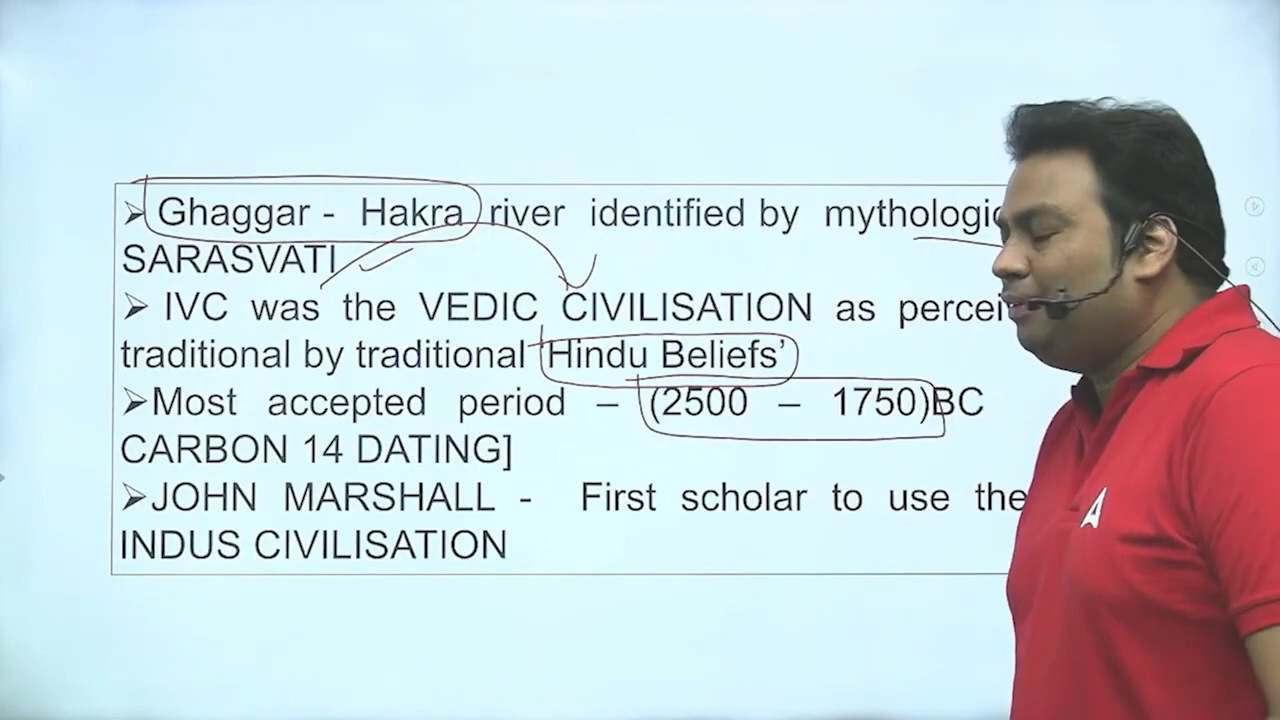 ➢ Ghaggar - Hakra river identified by mythologic
SARASVATI
➢ IVC was the VEDIC CIVILISATION as percei
traditional by traditional Hindu Beliefs’
➢Most accepted period – (2500 – 1750)BC
CARBON 14 DATING]
➢JOHN MARSHALL - First scholar to use the
INDUS CIVILISATION